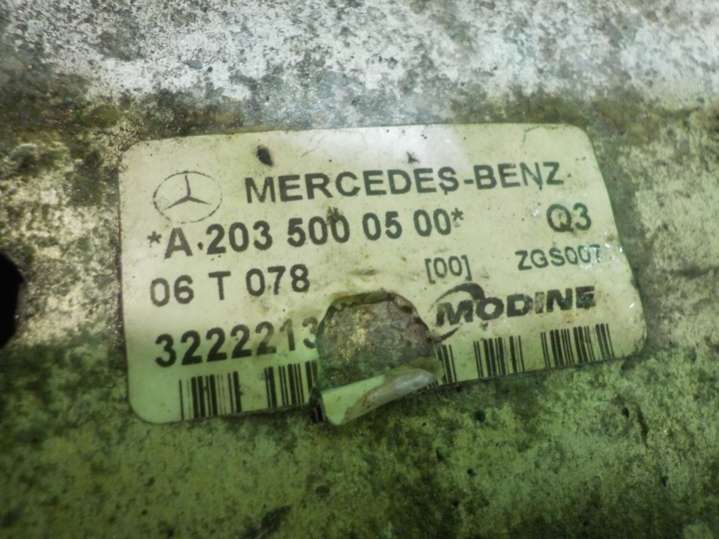 MERCEDES-BENZ
*A 203 500 05 00* Q3
06 T 078 [00] ZGS007
3222213 MODINE